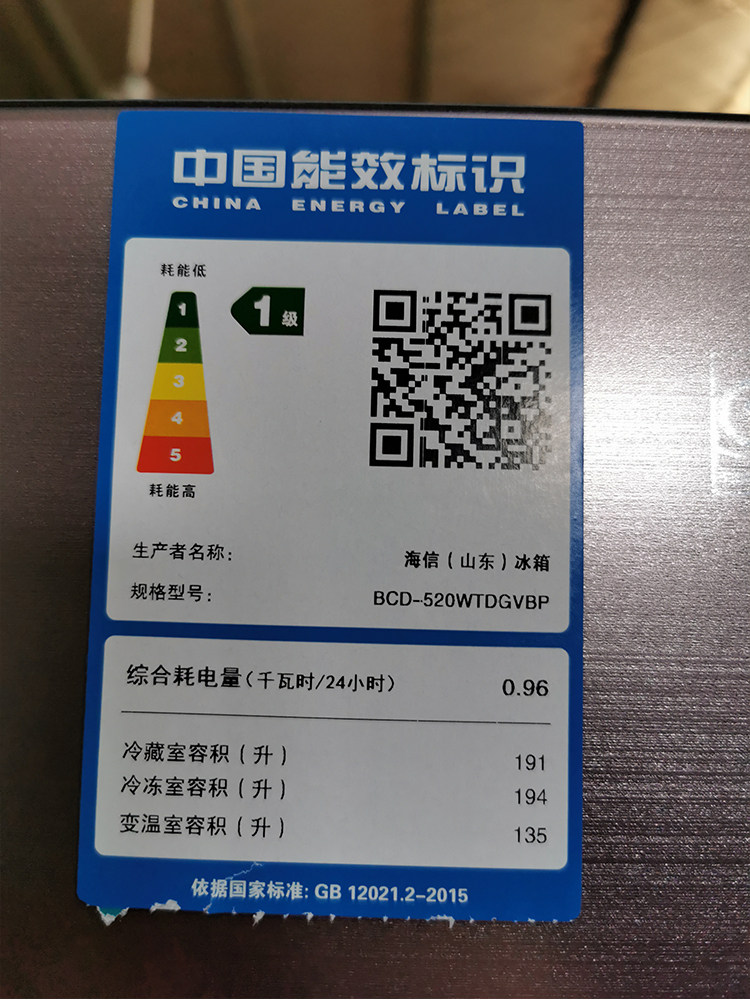 中国能效标识
CHINA ENERGY LABEL
耗能低
1
1级
2
3
4
5
耗能高
生产者名称: 海信(山东)冰箱
规格型号: BCD-520WTDGVBP
综合耗电量(千瓦时/24小时) 0.96
冷藏室容积(升) 191
冷冻室容积(升) 194
变温室容积(升) 135
依据国家标准: GB 12021.2-2015